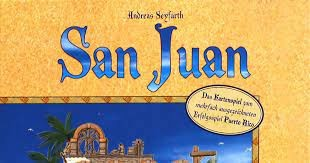 Andreas Seyfarth
San Juan
Das Kartenspiel zum
mehrfach ausgezeichneten
Erfolgsspiel Puerto Rico